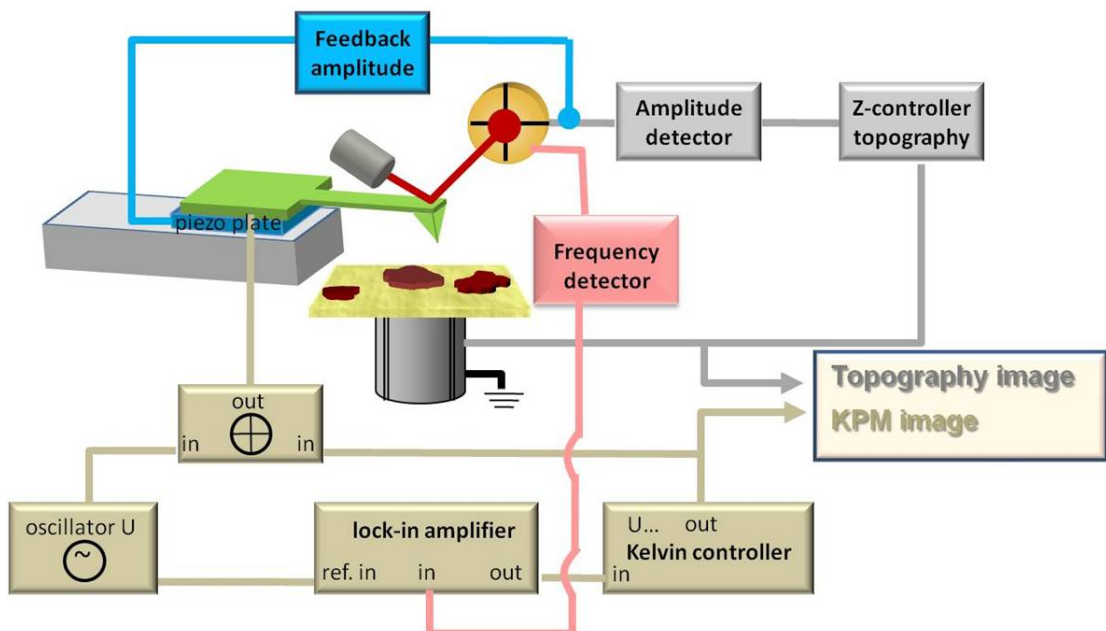 Feedback
amplitude
Amplitude
detector
Z-controller
topography
piezo plate
Frequency
detector
Topography image
KPM image
out
in
in
oscillator U
~
lock-in amplifier
ref. in in out
U... out
Kelvin controller
in